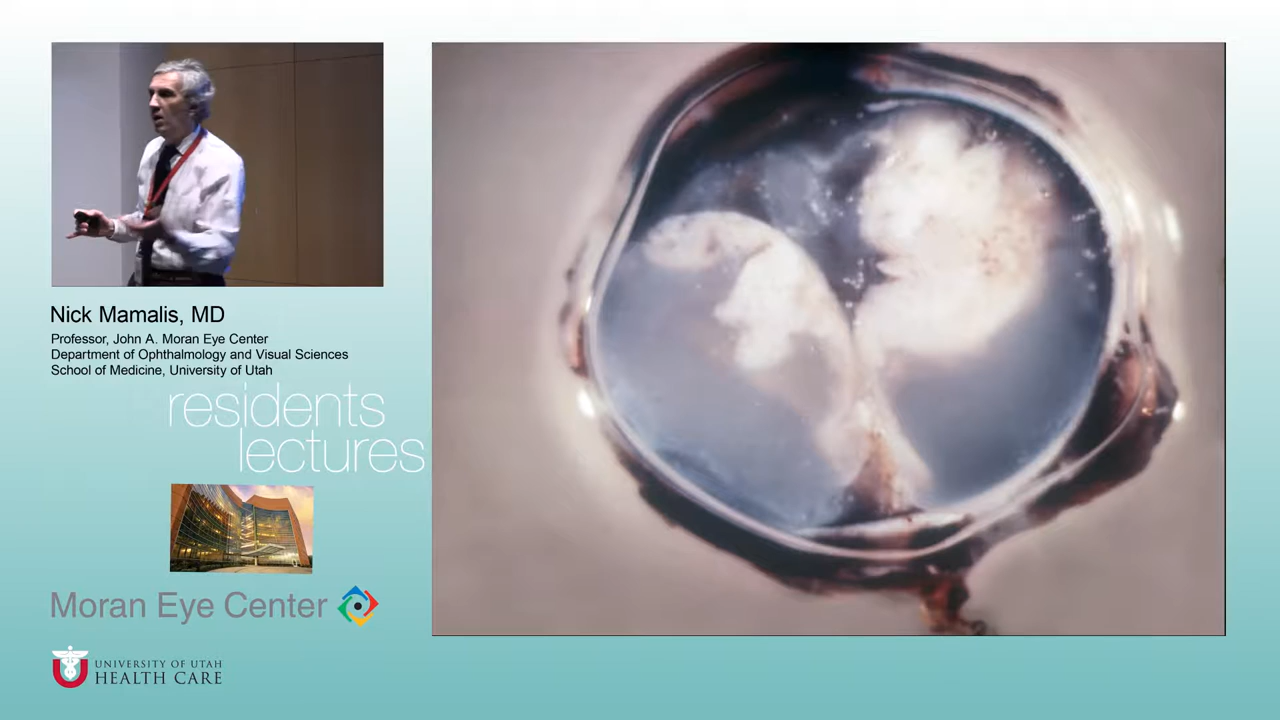 Nick Mamalis, MD
Professor, John A. Moran Eye Center
Department of Ophthalmology and Visual Sciences
School of Medicine, University of Utah
residents
lectures
Moran Eye Center
UNIVERSITY OF UTAH
HEALTH CARE